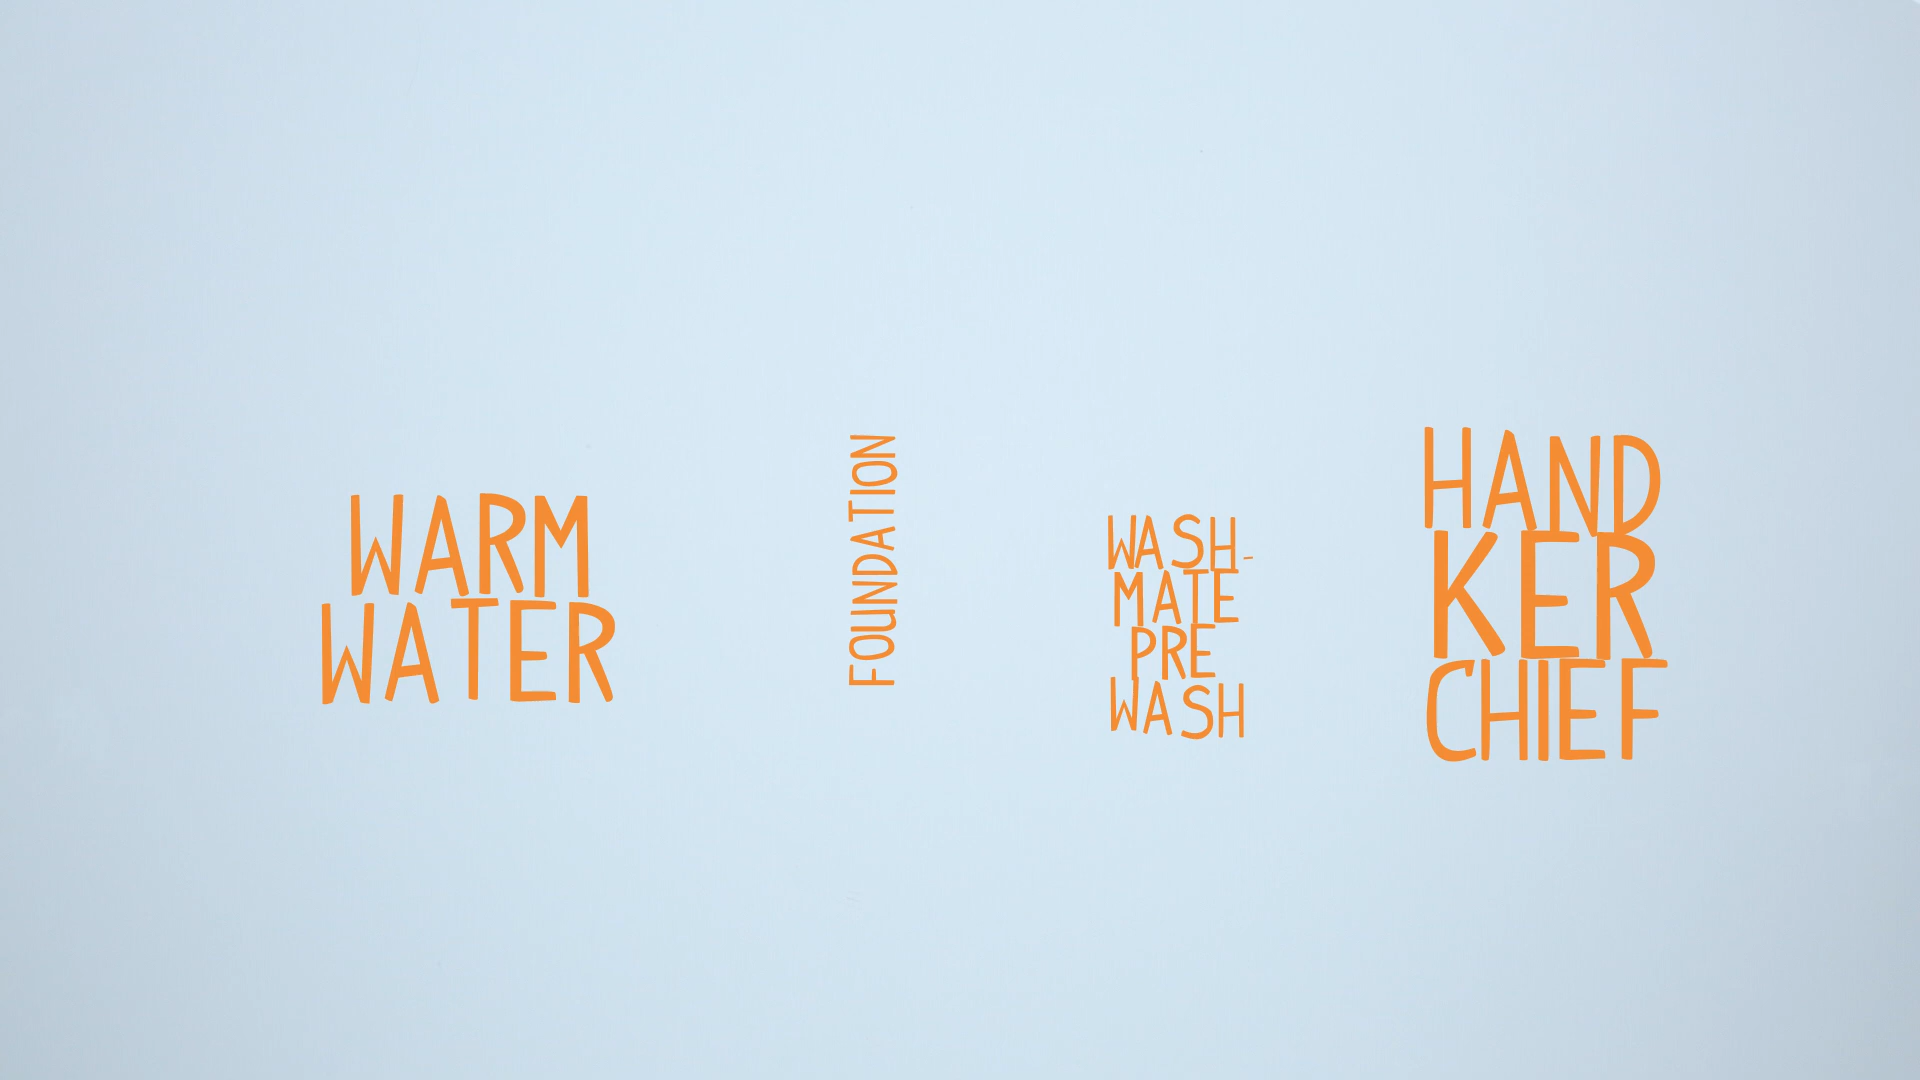 WARM
WATER
FOUNDATION
WASH-
MATE
PRE
WASH
HAND
KER
CHIEF